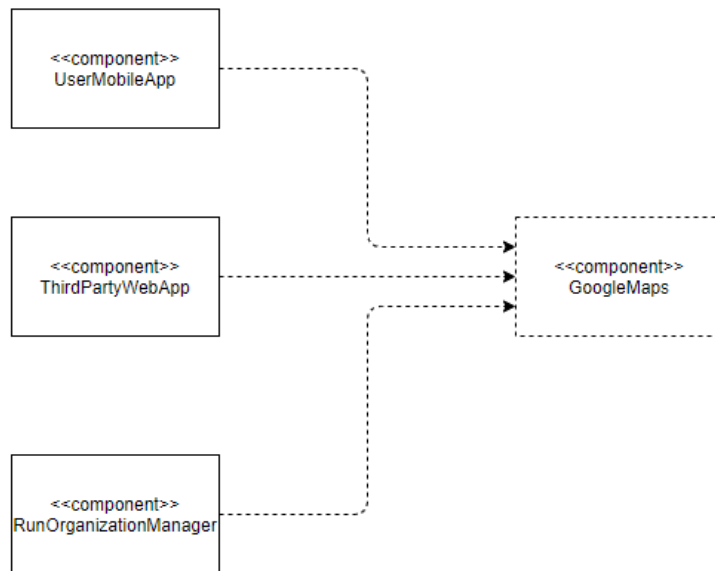 <<component>>
UserMobileApp
<<component>>
ThirdPartyWebApp
<<component>>
GoogleMaps
<<component>>
RunOrganizationManager